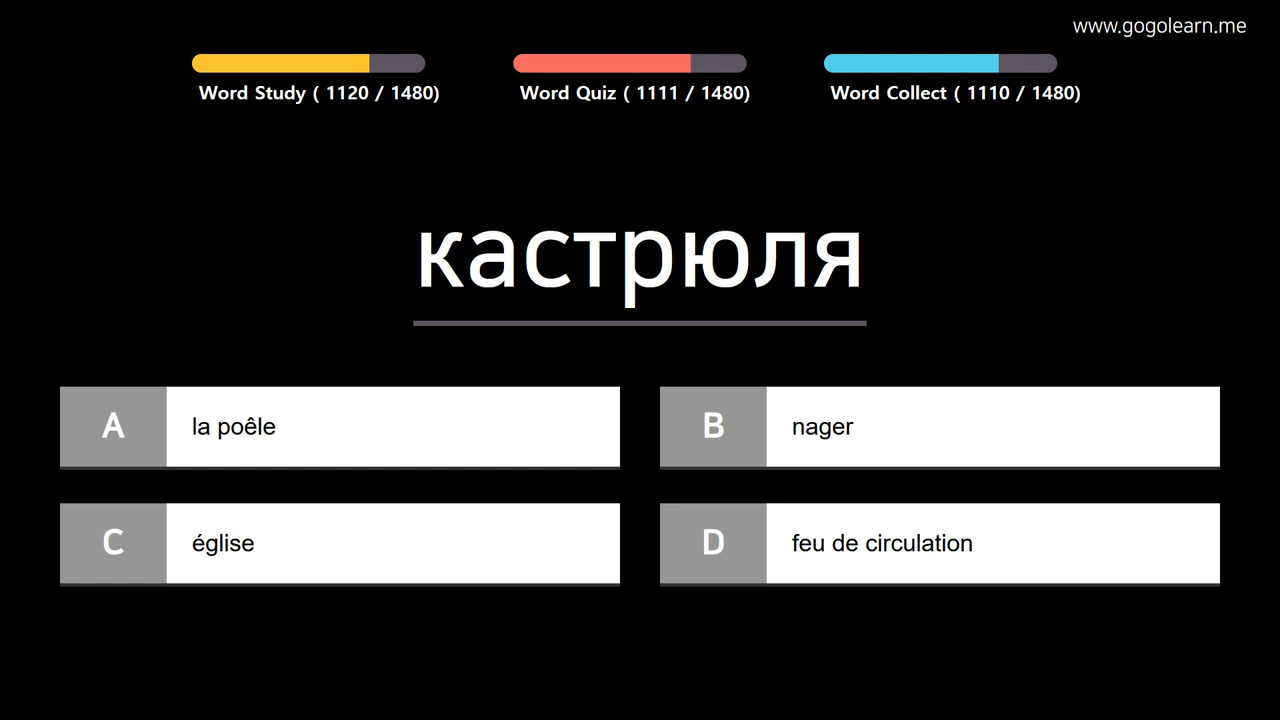 www.gogolearn.me
Word Study ( 1120 / 1480)
Word Quiz ( 1111 / 1480)
Word Collect ( 1110 / 1480)
кастрюля
A
la poêle
B
nager
C
église
D
feu de circulation